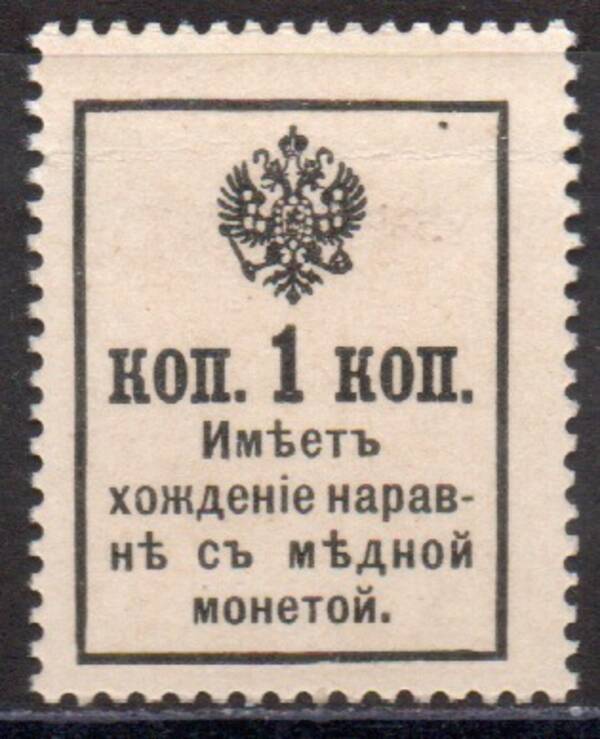 коп. 1 коп.
Имѣетъ
хожденіе нарав-
нѣ съ мѣдной
монетой.